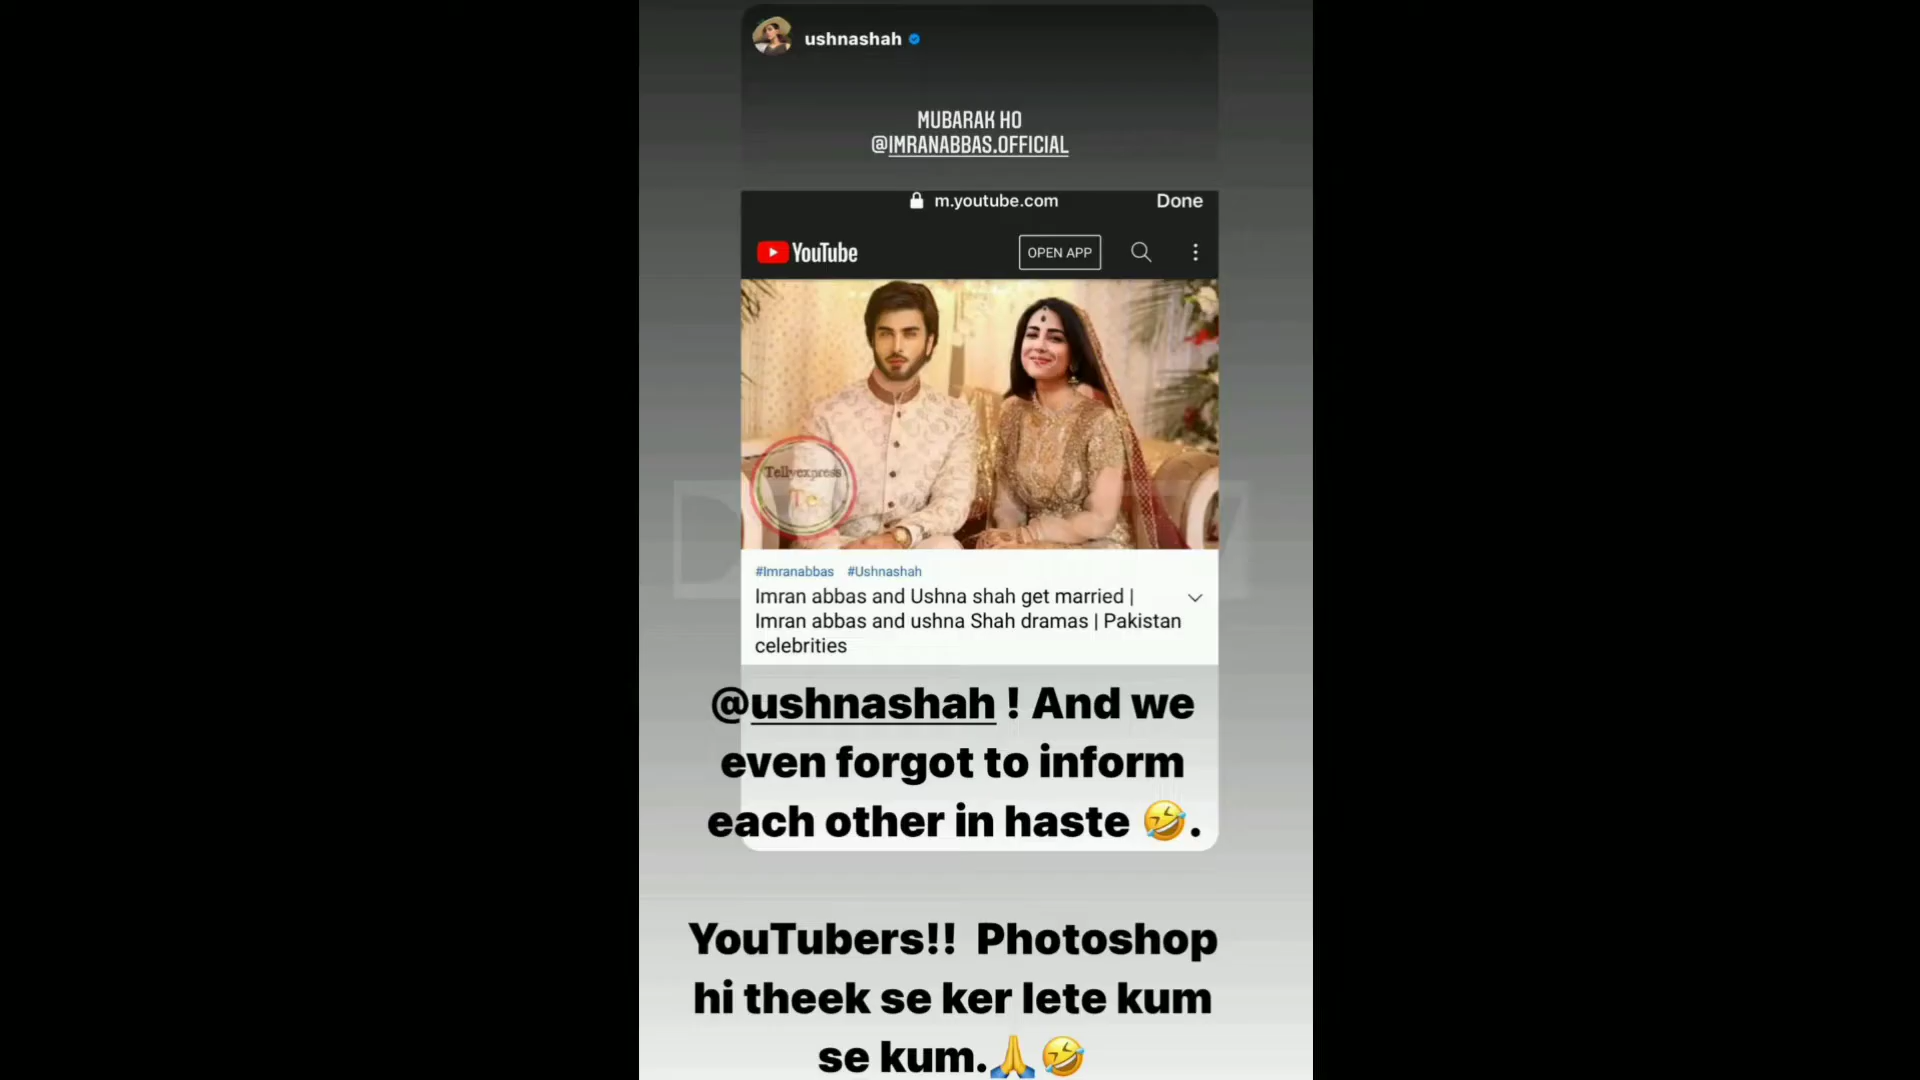 ushnashah
MUBARAK HO
@IMRANABBAS.OFFICIAL
m.youtube.com
Done
YouTube
OPEN APP
Tellyexpress
Te
#Imranabbas #Ushnashah
Imran abbas and Ushna shah get married |
Imran abbas and ushna Shah dramas | Pakistan
celebrities
@ushnashah ! And we
even forgot to inform
each other in haste 🤣.
YouTubers!! Photoshop
hi theek se ker lete kum
se kum.🙏🤣